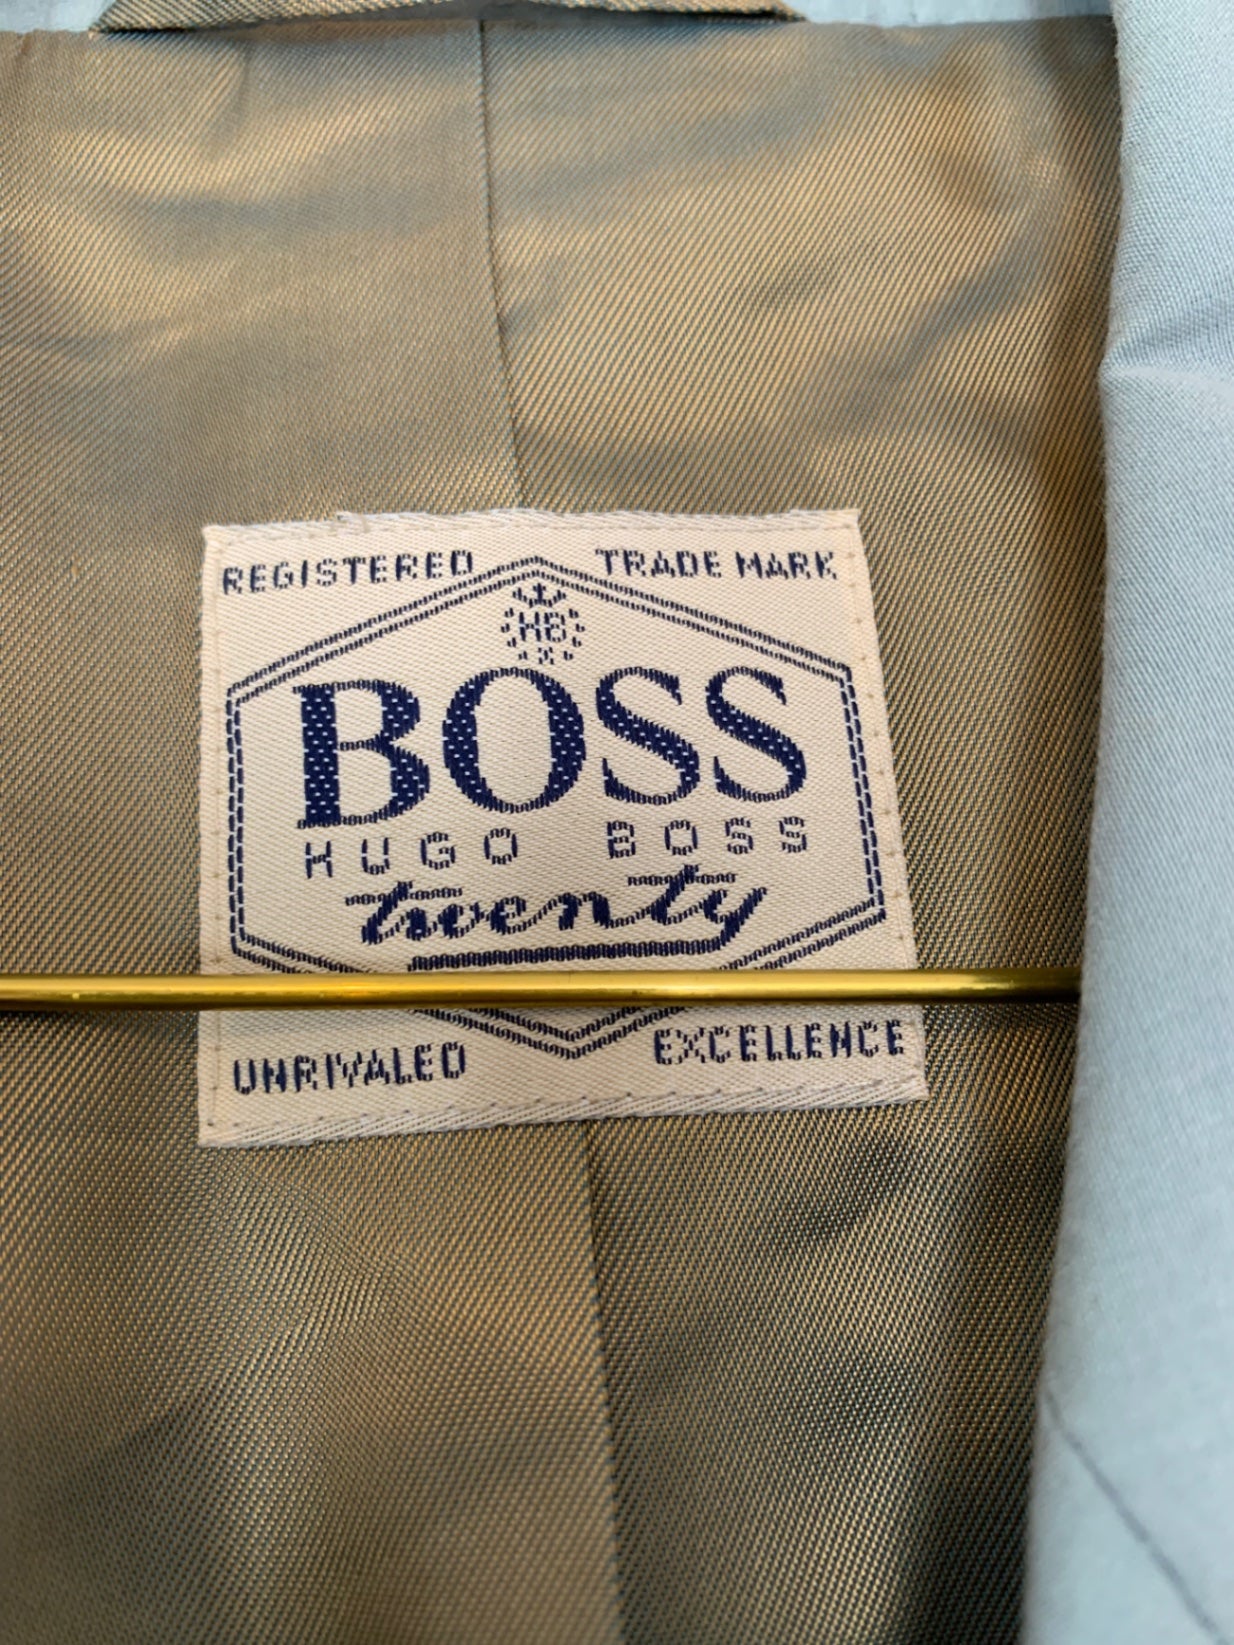 REGISTERED TRADE MARK
HB
BOSS
HUGO BOSS
twenty
UNRIVALED EXCELLENCE